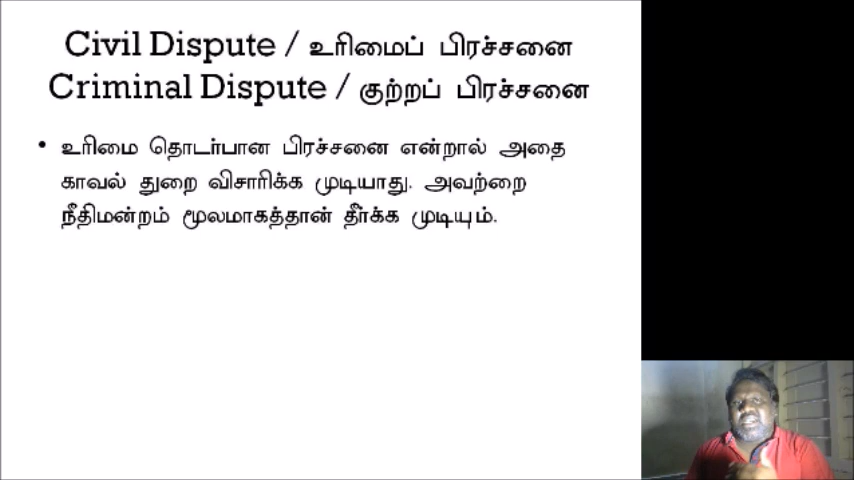 Civil Dispute / உரிமைப் பிரச்சனை
Criminal Dispute / குற்றப் பிரச்சனை
• உரிமை தொடர்பான பிரச்சனை என்றால் அதை
காவல் துறை விசாரிக்க முடியாது. அவற்றை
நீதிமன்றம் மூலமாகத்தான் தீர்க்க முடியும்.